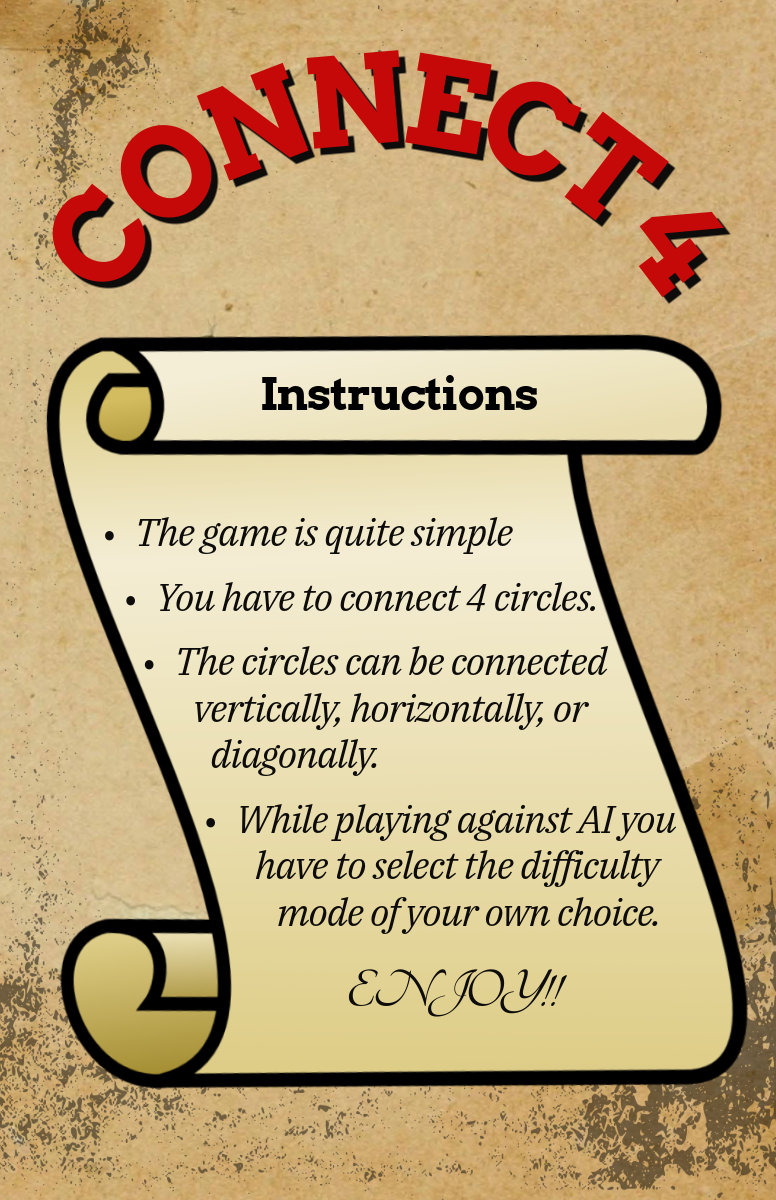 CONNECT 4
Instructions
• The game is quite simple
• You have to connect 4 circles.
• The circles can be connected
vertically, horizontally, or
diagonally.
• While playing against AI you
have to select the difficulty
mode of your own choice.
ENJOY!!